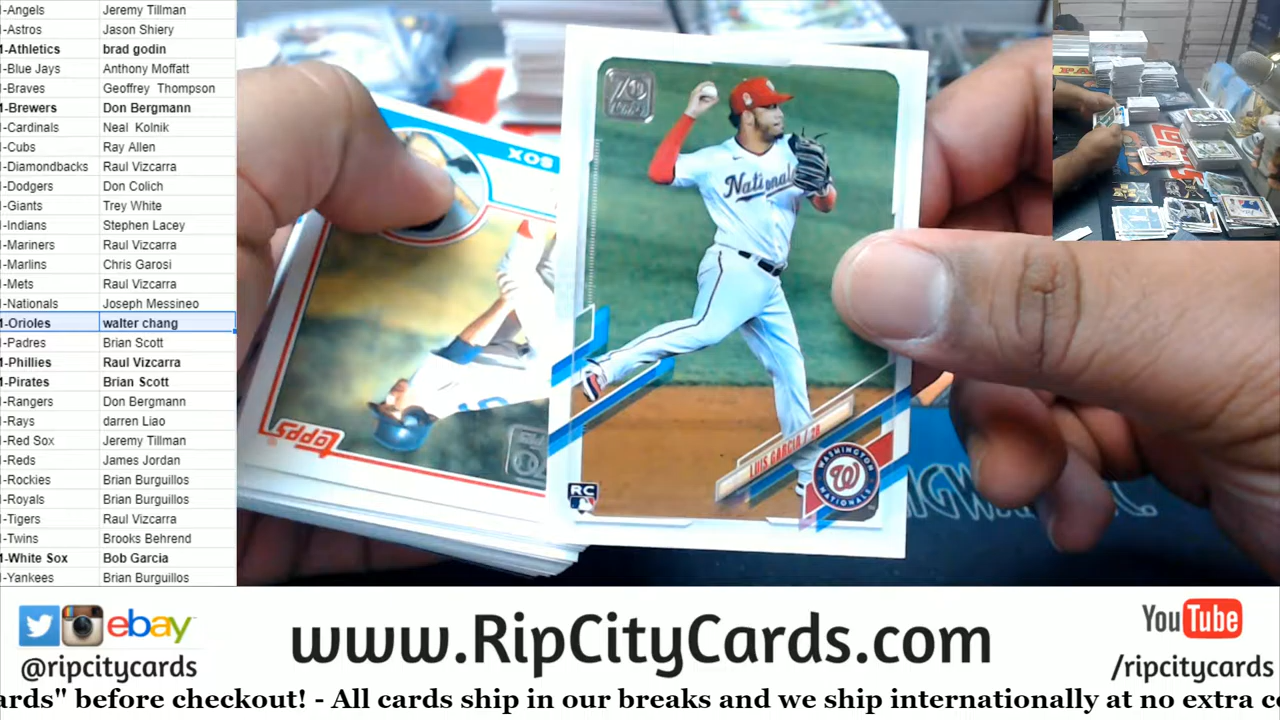 I-Angels Jeremy Tillman
I-Astros Jason Shiery
I-Athletics brad godin
I-Blue Jays Anthony Moffatt
I-Braves Geoffrey Thompson
I-Brewers Don Bergmann
I-Cardinals Neal Kolnik
I-Cubs Ray Allen
I-Diamondbacks Raul Vizcarra
I-Dodgers Don Colich
I-Giants Trey White
I-Indians Stephen Lacey
I-Mariners Raul Vizcarra
I-Marlins Chris Garosi
I-Mets Raul Vizcarra
I-Nationals Joseph Messineo
I-Orioles walter chang
I-Padres Brian Scott
I-Phillies Raul Vizcarra
I-Pirates Brian Scott
I-Rangers Don Bergmann
I-Rays darren Liao
I-Red Sox Jeremy Tillman
I-Reds James Jordan
I-Rockies Brian Burguillos
I-Royals Brian Burguillos
I-Tigers Raul Vizcarra
I-Twins Brooks Behrend
I-White Sox Bob Garcia
I-Yankees Brian Burguillos
SOX
topps
70
Nationals
LUIS GARCIA / 2B
WASHINGTON
W
NATIONALS
RC
ebay
@ripcitycards
www.RipCityCards.com
YouTube
/ripcitycards
ards" before checkout! - All cards ship in our breaks and we ship internationally at no extra c